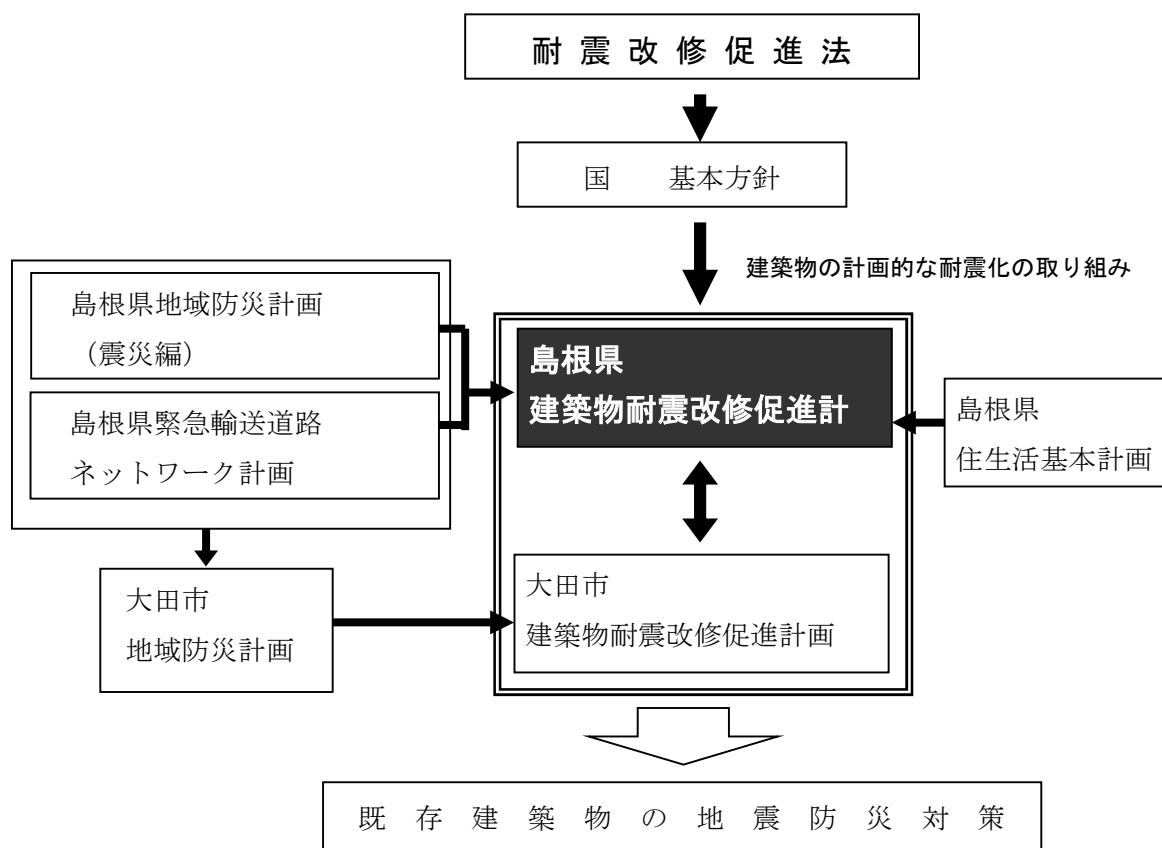 耐震改修促進法
国　　基本方針
建築物の計画的な耐震化の取り組み
島根県地域防災計画
（震災編）
島根県緊急輸送道路
ネットワーク計画
島根県
建築物耐震改修促進計
島根県
住生活基本計画
大田市
地域防災計画
大田市
建築物耐震改修促進計画
既存建築物の地震防災対策